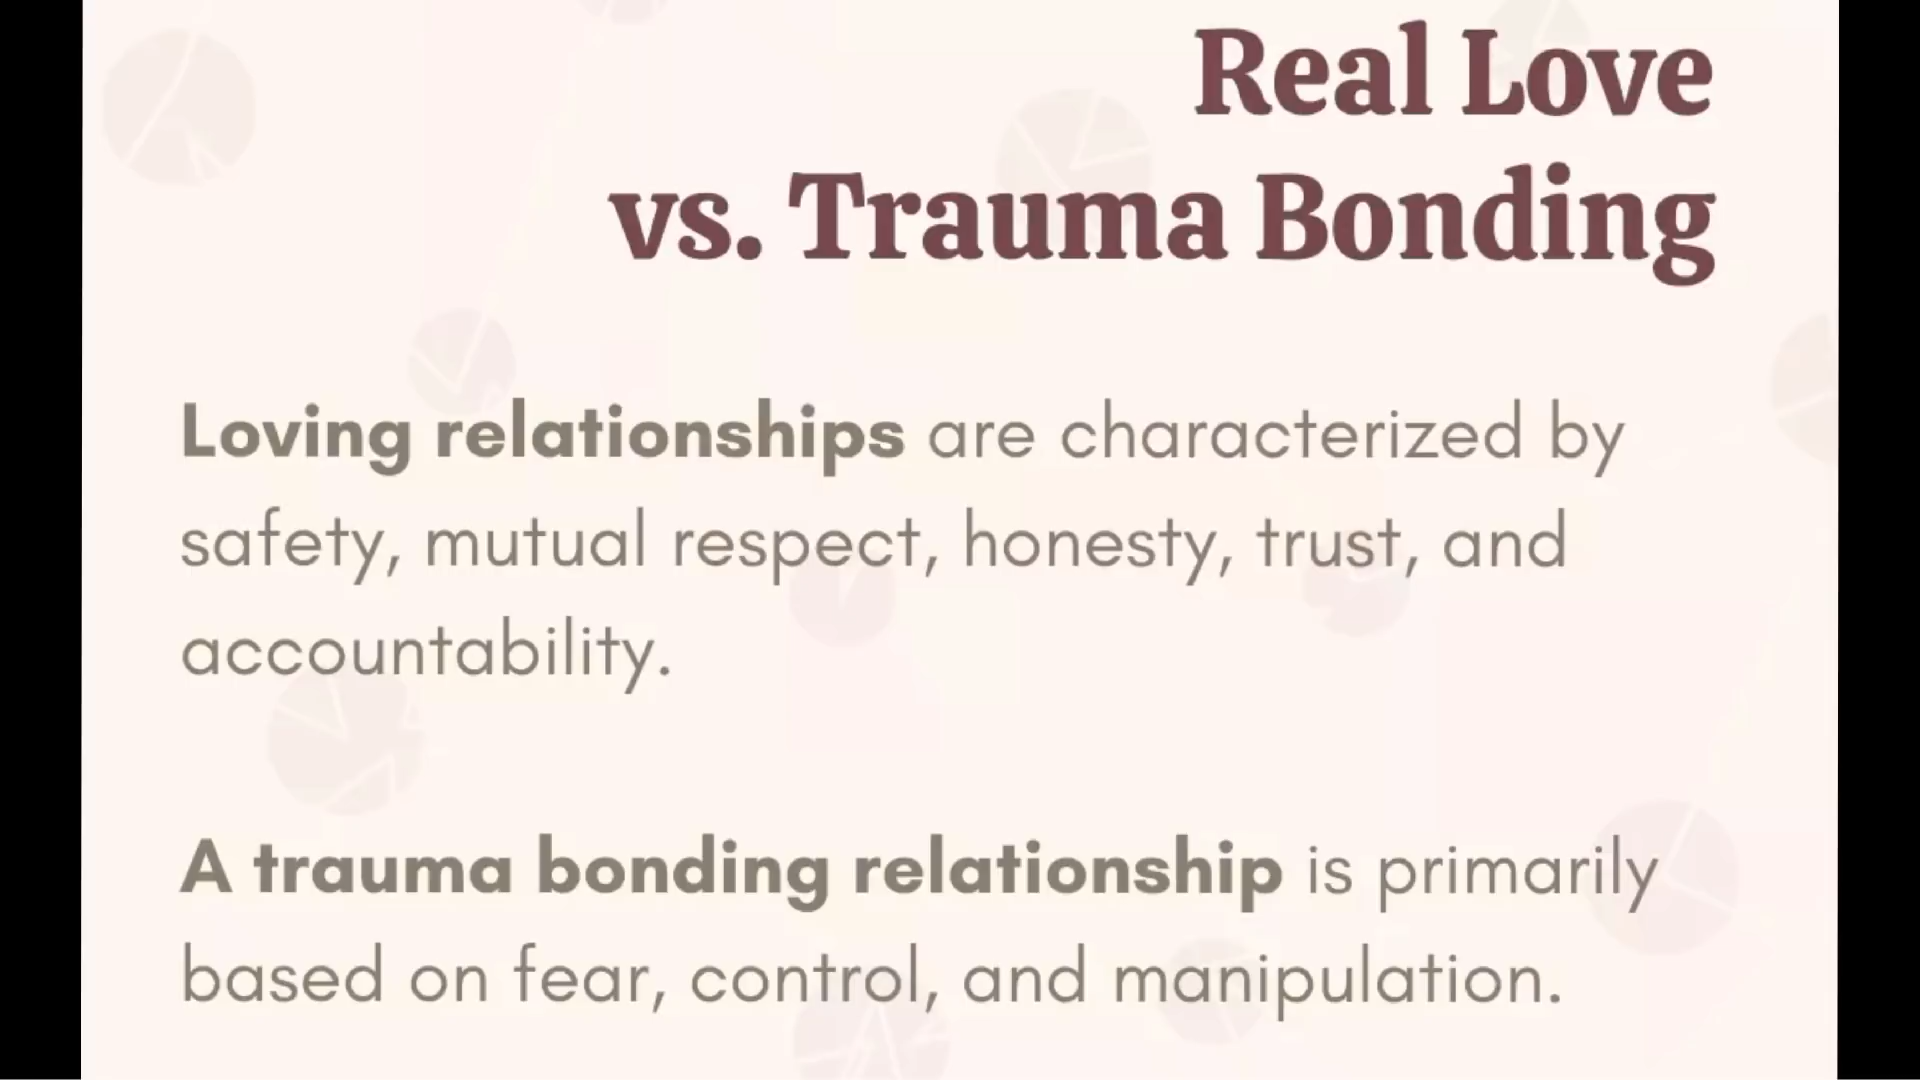 Real Love
vs. Trauma Bonding
Loving relationships are characterized by
safety, mutual respect, honesty, trust, and
accountability.
A trauma bonding relationship is primarily
based on fear, control, and manipulation.